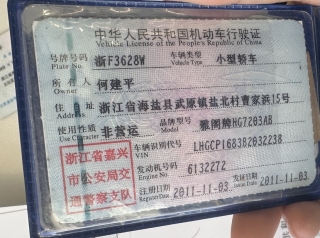 中华人民共和国机动车行驶证
Vehicle License of the People's Republic of China
号牌号码 浙F3628W 车辆类型 小型轿车
Plate No. Vehicle Type
所有人 何建平
Owner
住址 浙江省海盐县武原镇盐北村曹家浜15号
Address
使用性质 非营运 品牌型号 雅阁牌HG7203AB
Use Character Model
车辆识别代号 LHGCP168382032238
VIN
发动机号码 6132272
Engine No.
注册日期 2011-11-03 发证日期 2011-11-03
Register Date Issue Date
浙江省嘉兴
市公安局交
通警察支队